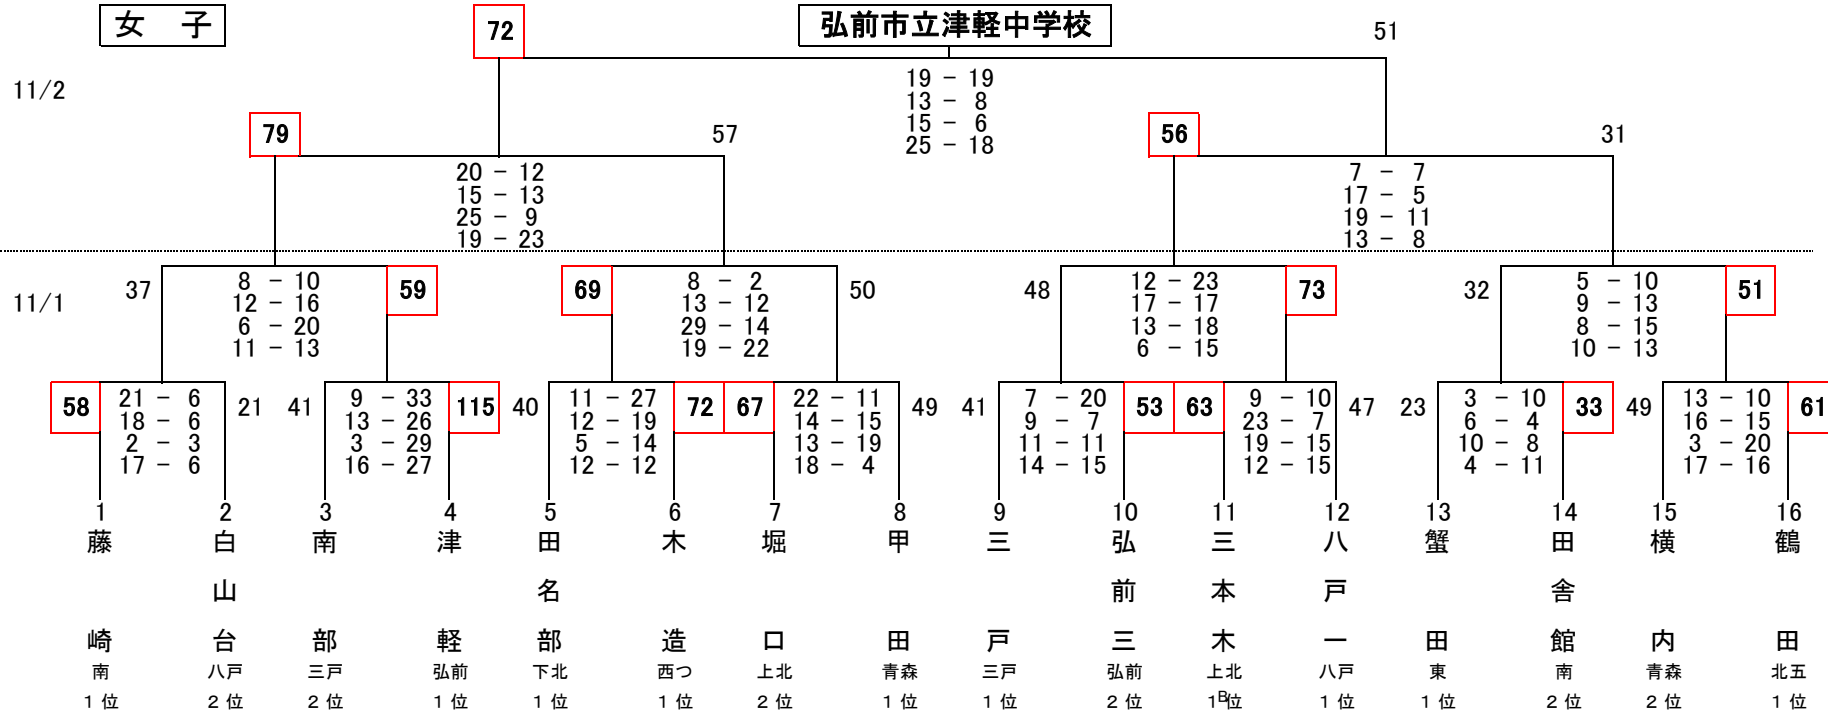 女　子
72
弘前市立津軽中学校
51
11/2
19 － 19
13 － 8
15 － 6
25 － 18
79
57
56
31
20 － 12
15 － 13
25 － 9
19 － 23
7 － 7
17 － 5
19 － 11
13 － 8
11/1
37
8 － 10
12 － 16
6 － 20
11 － 13
59
69
8 － 2
13 － 12
29 － 14
19 － 22
50
48
12 － 23
17 － 17
13 － 18
6 － 15
73
32
5 － 10
9 － 13
8 － 15
10 － 13
51
58
21 － 6
18 － 6
2 － 3
17 － 6
21
41
9 － 33
13 － 26
3 － 29
16 － 27
115
40
11 － 27
12 － 19
5 － 14
12 － 12
72
67
22 － 11
14 － 15
13 － 19
18 － 4
49
41
7 － 20
9 － 7
11 － 11
14 － 15
53
63
9 － 10
23 － 7
19 － 15
12 － 15
47
23
3 － 10
6 － 4
10 － 8
4 － 11
33
49
13 － 10
16 － 15
3 － 20
17 － 16
61
1
藤崎
南
1 位
2
白山台
八戸
2 位
3
南部
三戸
2 位
4
津軽
弘前
1 位
5
田名部
下北
1 位
6
木造
西つ
1 位
7
堀口
上北
2 位
8
甲田
青森
1 位
9
三戸
三戸
1 位
10
弘前三
弘前
2 位
11
三本木
上北
1B位
12
八戸一
八戸
1 位
13
蟹田
東
1 位
14
田舎館
南
2 位
15
横内
青森
2 位
16
鶴田
北五
1 位